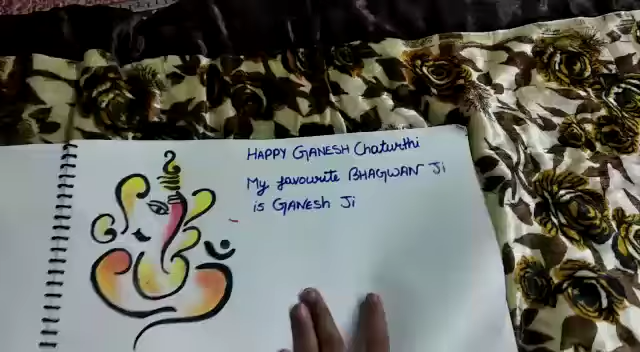 HAPPY GANESH Chaturthi
My favourite BHAGWAN Ji
is GANESH Ji